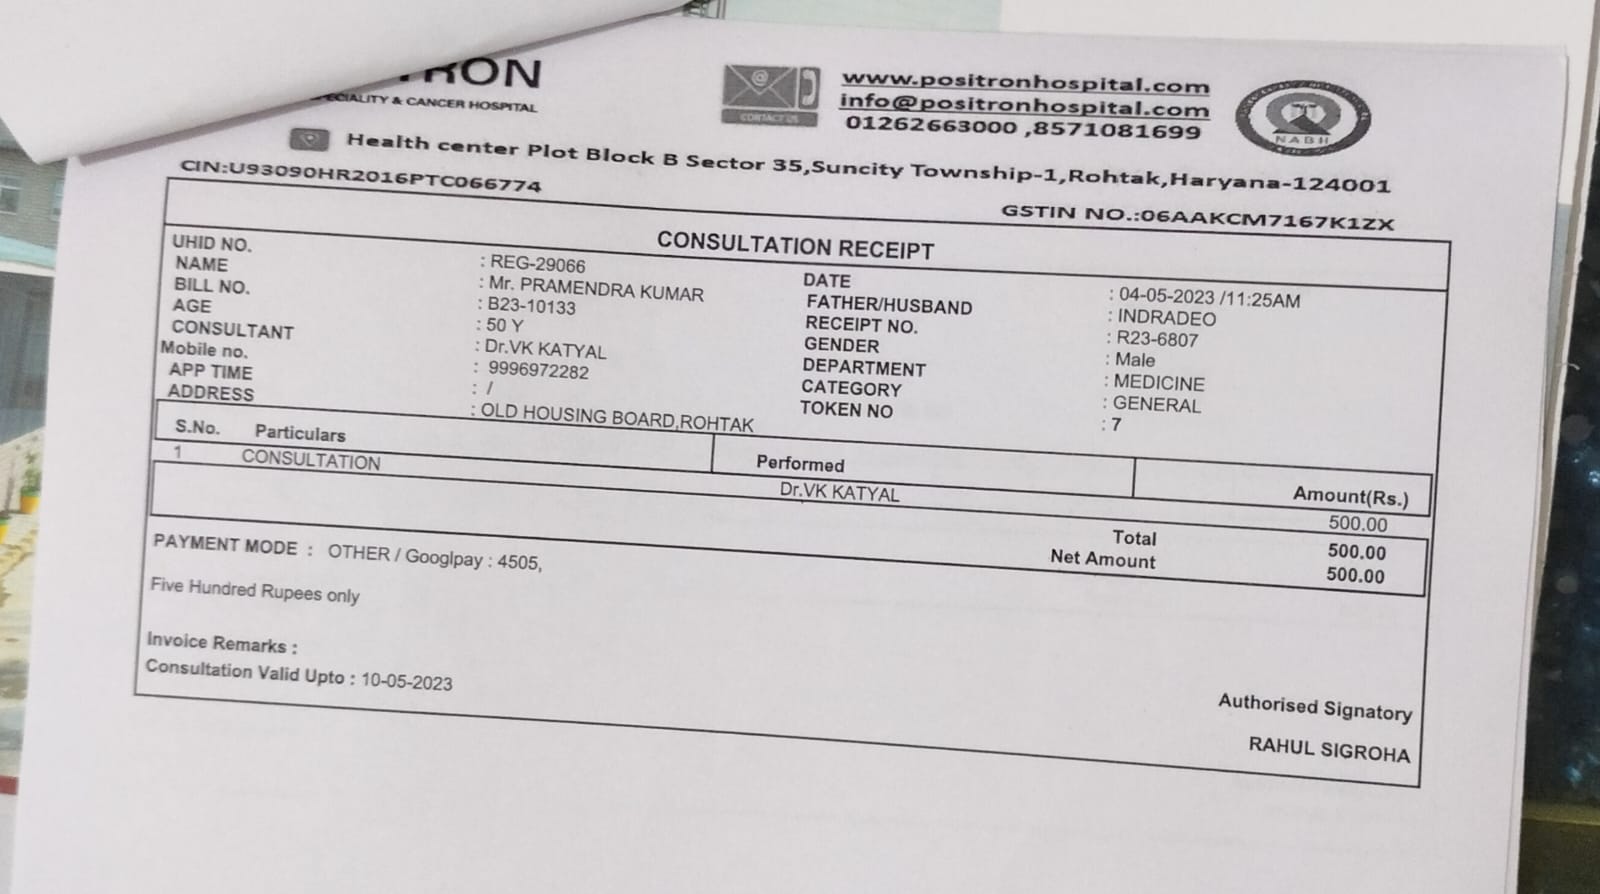 TRON
SPECIALITY & CANCER HOSPITAL
CONTACT US
www.positronhospital.com
info@positronhospital.com
01262663000 ,8571081699
NABH
Health center Plot Block B Sector 35,Suncity Township-1,Rohtak,Haryana-124001
CIN:U93090HR2016PTC066774
GSTIN NO.:06AAKCM7167K1ZX
CONSULTATION RECEIPT
UHID NO. : REG-29066 DATE : 04-05-2023 /11:25AM
NAME : Mr. PRAMENDRA KUMAR FATHER/HUSBAND : INDRADEO
BILL NO. : B23-10133 RECEIPT NO. : R23-6807
AGE : 50 Y GENDER : Male
CONSULTANT : Dr.VK KATYAL DEPARTMENT : MEDICINE
Mobile no. : 9996972282 CATEGORY : GENERAL
APP TIME : / TOKEN NO : 7
ADDRESS : OLD HOUSING BOARD,ROHTAK
S.No. Particulars Performed Amount(Rs.)
1 CONSULTATION Dr.VK KATYAL 500.00
Total 500.00
Net Amount 500.00
PAYMENT MODE : OTHER / Googlpay : 4505,
Five Hundred Rupees only
Invoice Remarks :
Consultation Valid Upto : 10-05-2023
Authorised Signatory
RAHUL SIGROHA